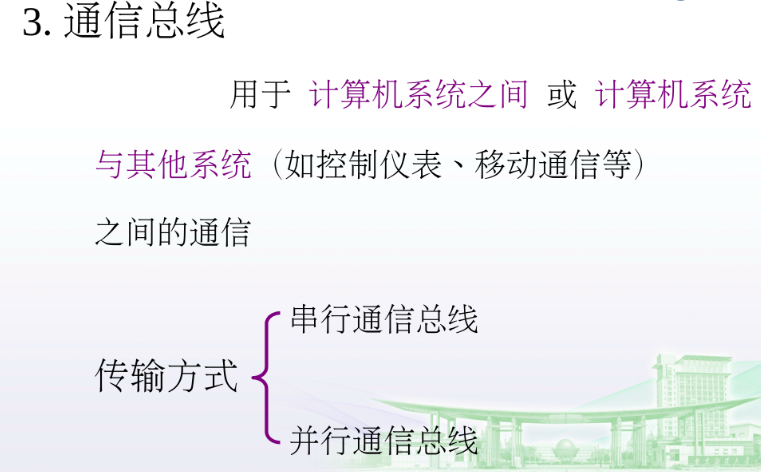 3. 通信总线
用于 计算机系统之间 或 计算机系统
与其他系统（如控制仪表、移动通信等）
之间的通信
串行通信总线
传输方式
并行通信总线